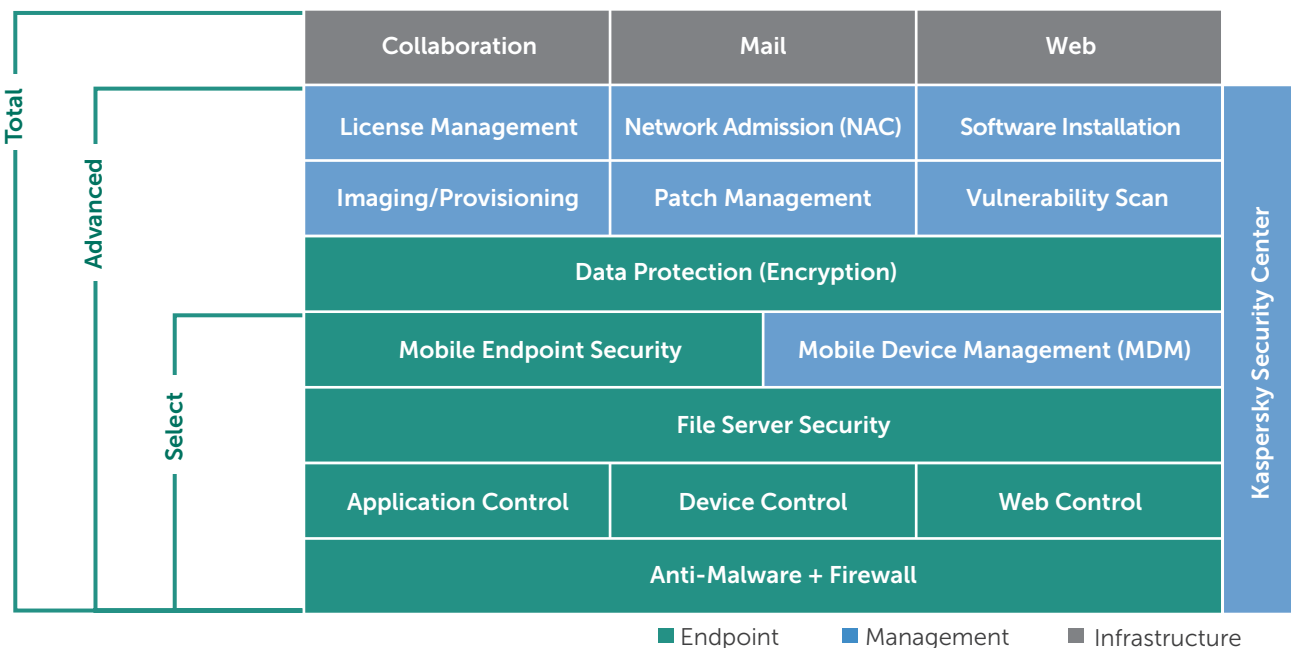 Collaboration
Mail
Web
License Management
Network Admission (NAC)
Software Installation
Imaging/Provisioning
Patch Management
Vulnerability Scan
Data Protection (Encryption)
Mobile Endpoint Security
Mobile Device Management (MDM)
File Server Security
Application Control
Device Control
Web Control
Anti-Malware + Firewall
Total
Advanced
Select
Kaspersky Security Center
Endpoint
Management
Infrastructure